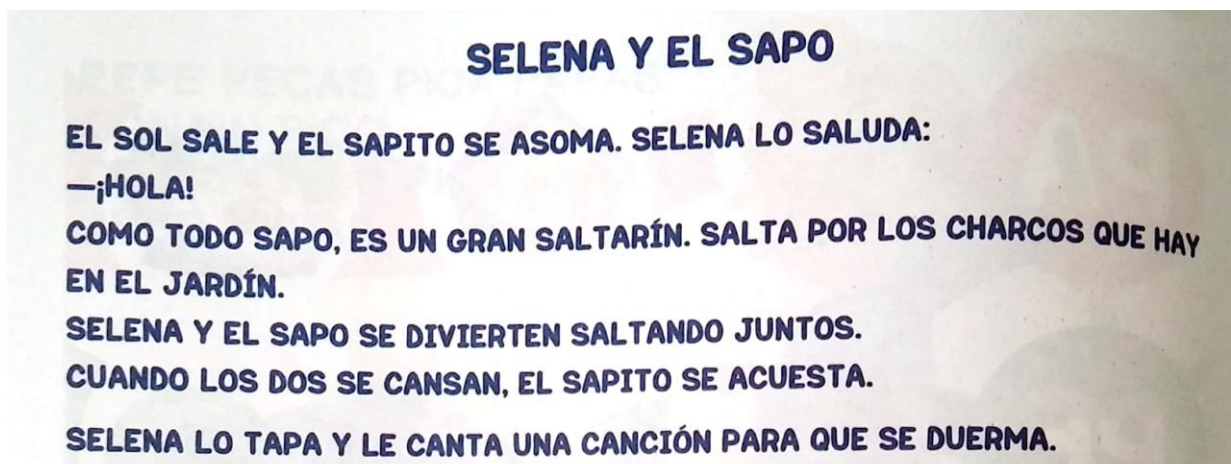 SELENA Y EL SAPO
EL SOL SALE Y EL SAPITO SE ASOMA. SELENA LO SALUDA:
—¡HOLA!
COMO TODO SAPO, ES UN GRAN SALTARÍN. SALTA POR LOS CHARCOS QUE HAY
EN EL JARDÍN.
SELENA Y EL SAPO SE DIVIERTEN SALTANDO JUNTOS.
CUANDO LOS DOS SE CANSAN, EL SAPITO SE ACUESTA.
SELENA LO TAPA Y LE CANTA UNA CANCIÓN PARA QUE SE DUERMA.